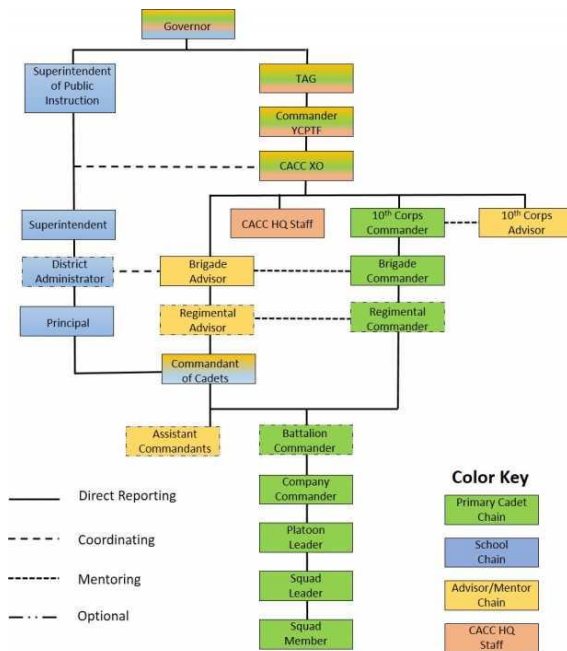 Governor
Superintendent
of Public
Instruction
TAG
Commander
YCPTF
CACC XO
Superintendent
CACC HQ Staff
10th Corps
Commander
10th Corps
Advisor
District
Administrator
Brigade
Advisor
Brigade
Commander
Principal
Regimental
Advisor
Regimental
Commander
Commandant
of Cadets
Assistant
Commandants
Battalion
Commander
Company
Commander
Platoon
Leader
Squad
Leader
Squad
Member
Direct Reporting
Coordinating
Mentoring
Optional
Color Key
Primary Cadet
Chain
School
Chain
Advisor/Mentor
Chain
CACC HQ
Staff